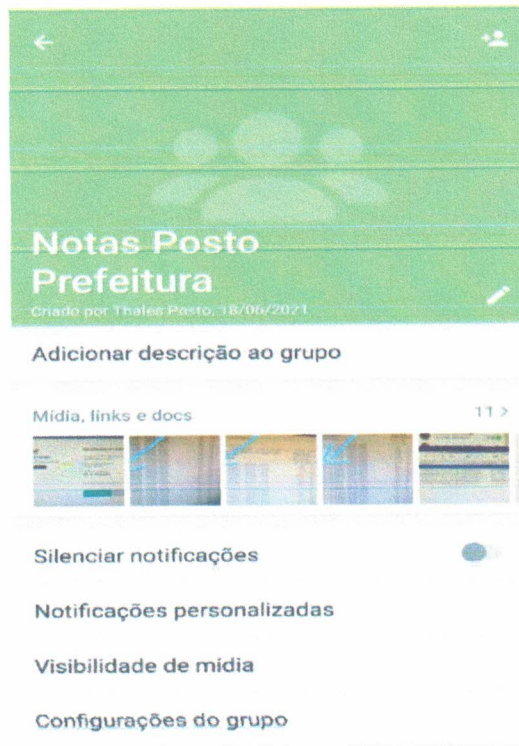 Notas Posto
Prefeitura
Criado por Thales Posto, 18/06/2021
Adicionar descrição ao grupo
Mídia, links e docs
11 >
Silenciar notificações
Notificações personalizadas
Visibilidade de mídia
Configurações do grupo